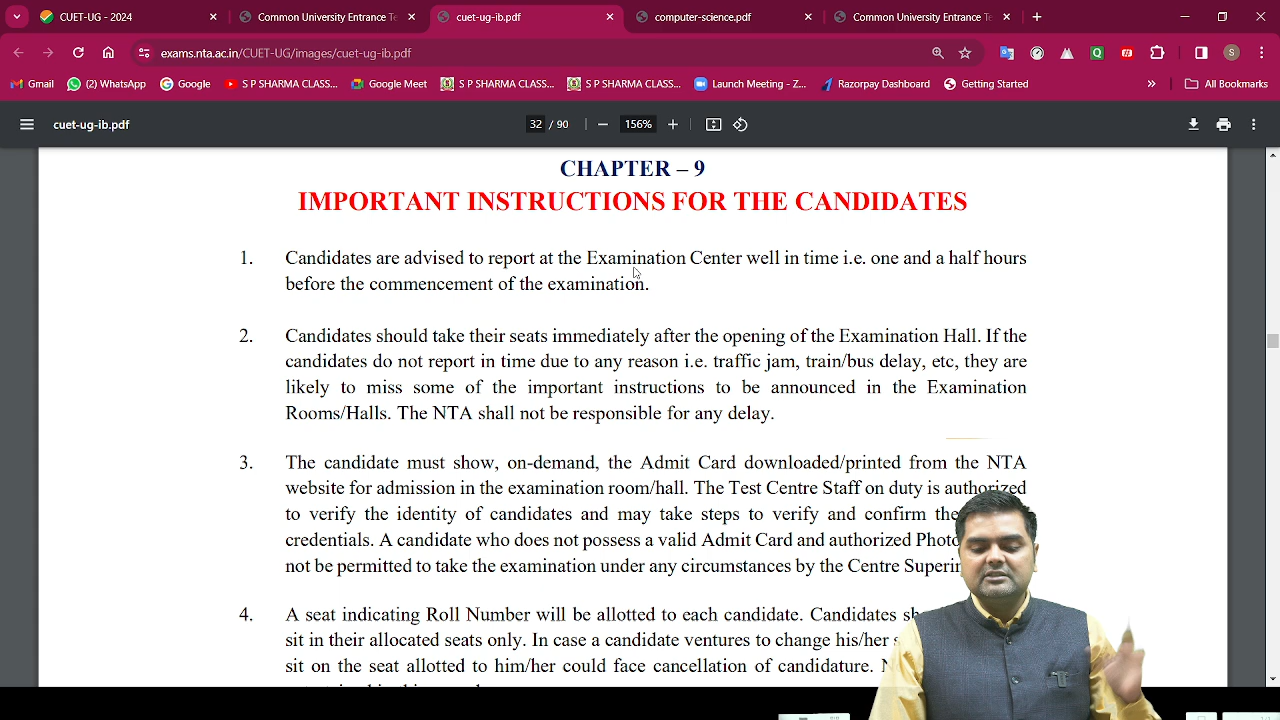 CUET-UG - 2024
Common University Entrance Te
cuet-ug-ib.pdf
computer-science.pdf
Common University Entrance Te
exams.nta.ac.in/CUET-UG/images/cuet-ug-ib.pdf
S
Gmail
(2) WhatsApp
Google
S P SHARMA CLASS...
Google Meet
S P SHARMA CLASS...
S P SHARMA CLASS...
Launch Meeting - Z...
Razorpay Dashboard
Getting Started
»
All Bookmarks
cuet-ug-ib.pdf
32 / 90
156%
CHAPTER – 9
IMPORTANT INSTRUCTIONS FOR THE CANDIDATES
1. Candidates are advised to report at the Examination Center well in time i.e. one and a half hours
before the commencement of the examination.
2. Candidates should take their seats immediately after the opening of the Examination Hall. If the
candidates do not report in time due to any reason i.e. traffic jam, train/bus delay, etc, they are
likely to miss some of the important instructions to be announced in the Examination
Rooms/Halls. The NTA shall not be responsible for any delay.
3. The candidate must show, on-demand, the Admit Card downloaded/printed from the NTA
website for admission in the examination room/hall. The Test Centre Staff on duty is authorized
to verify the identity of candidates and may take steps to verify and confirm the
credentials. A candidate who does not possess a valid Admit Card and authorized Photo
not be permitted to take the examination under any circumstances by the Centre Superin
4. A seat indicating Roll Number will be allotted to each candidate. Candidates sh
sit in their allocated seats only. In case a candidate ventures to change his/her s
sit on the seat allotted to him/her could face cancellation of candidature. N